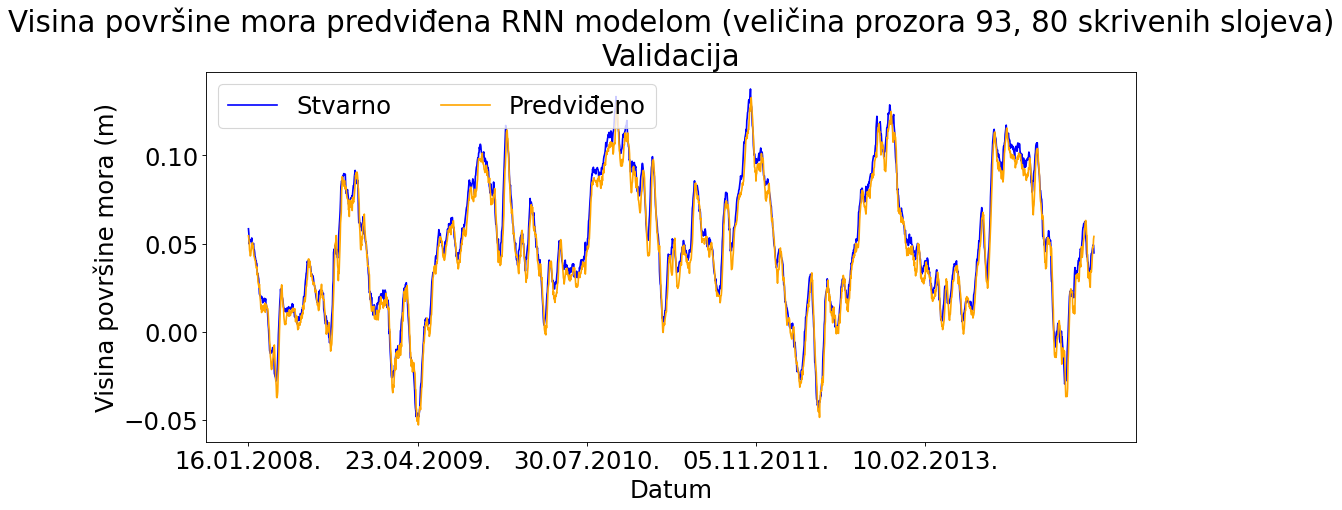 Visina površine mora predviđena RNN modelom (veličina prozora 93, 80 skrivenih slojeva)
Validacija
Stvarno Predviđeno
Visina površine mora (m)
0.10
0.05
0.00
−0.05
16.01.2008. 23.04.2009. 30.07.2010. 05.11.2011. 10.02.2013.
Datum